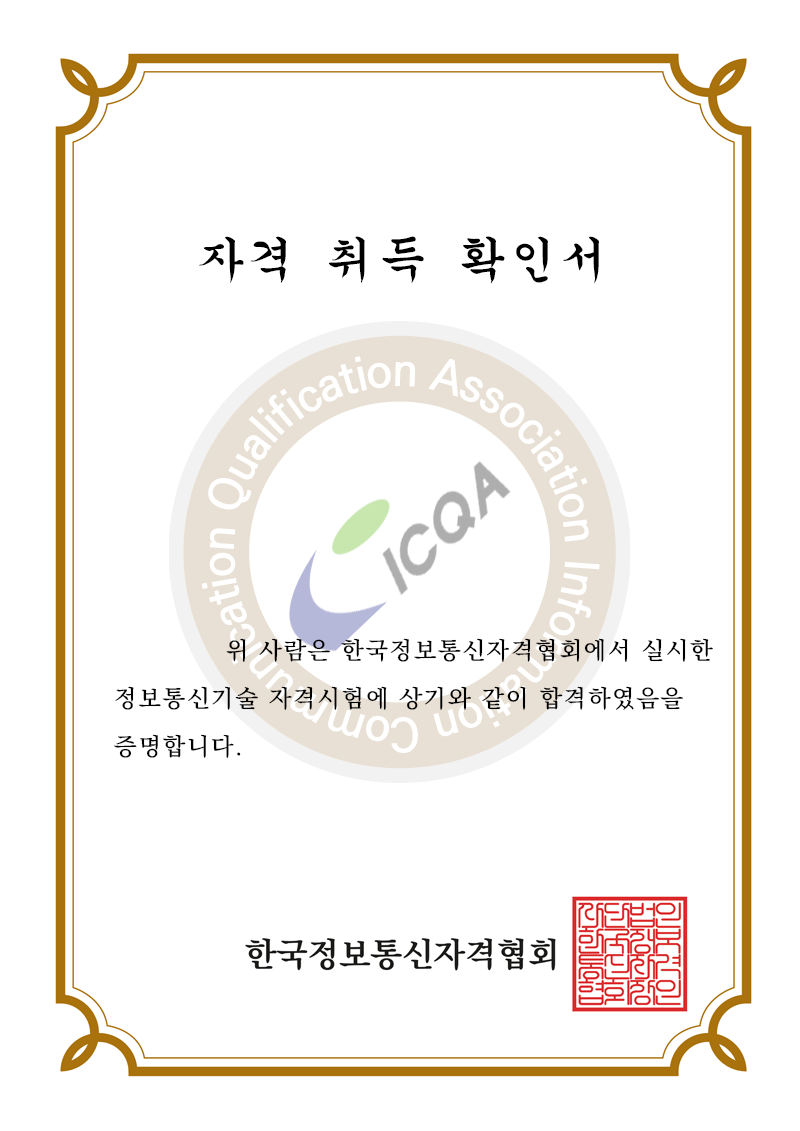 자격 취득 확인서
Information Communcation Qualification Association
ICQA
위 사람은 한국정보통신자격협회에서 실시한
정보통신기술 자격시험에 상기와 같이 합격하였음을
증명합니다.
한국정보통신자격협회